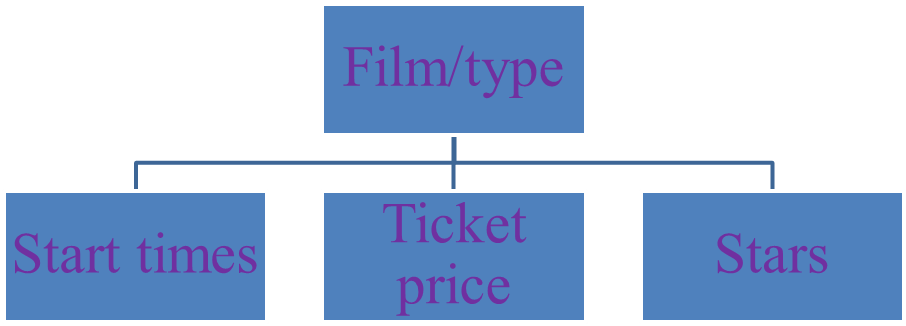 Film/type
Start times
Ticket
price
Stars